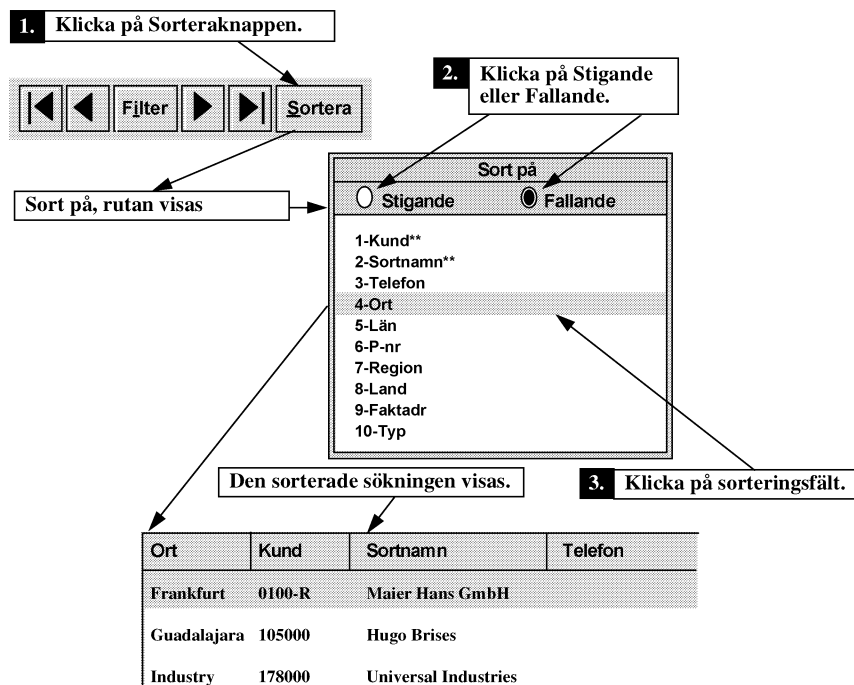 1. Klicka på Sorteraknappen.
Filter
Sortera
2. Klicka på Stigande
eller Fallande.
Sort på, rutan visas
Sort på
Stigande
Fallande
1-Kund**
2-Sortnamn**
3-Telefon
4-Ort
5-Län
6-P-nr
7-Region
8-Land
9-Faktadr
10-Typ
Den sorterade sökningen visas.
3. Klicka på sorteringsfält.
Ort Kund Sortnamn Telefon
Frankfurt 0100-R Maier Hans GmbH
Guadalajara 105000 Hugo Brises
Industry 178000 Universal Industries